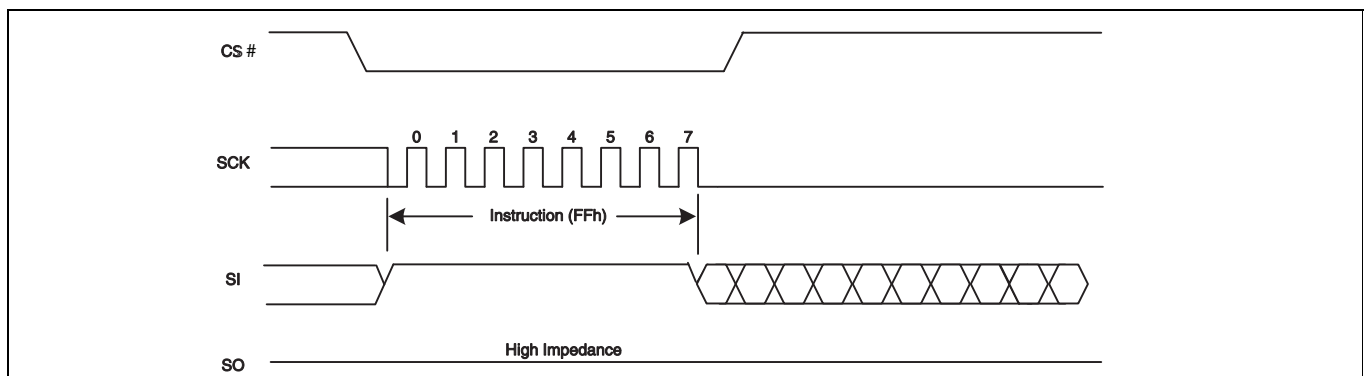 CS #
0 1 2 3 4 5 6 7
SCK
Instruction (FFh)
SI
High Impedance
SO